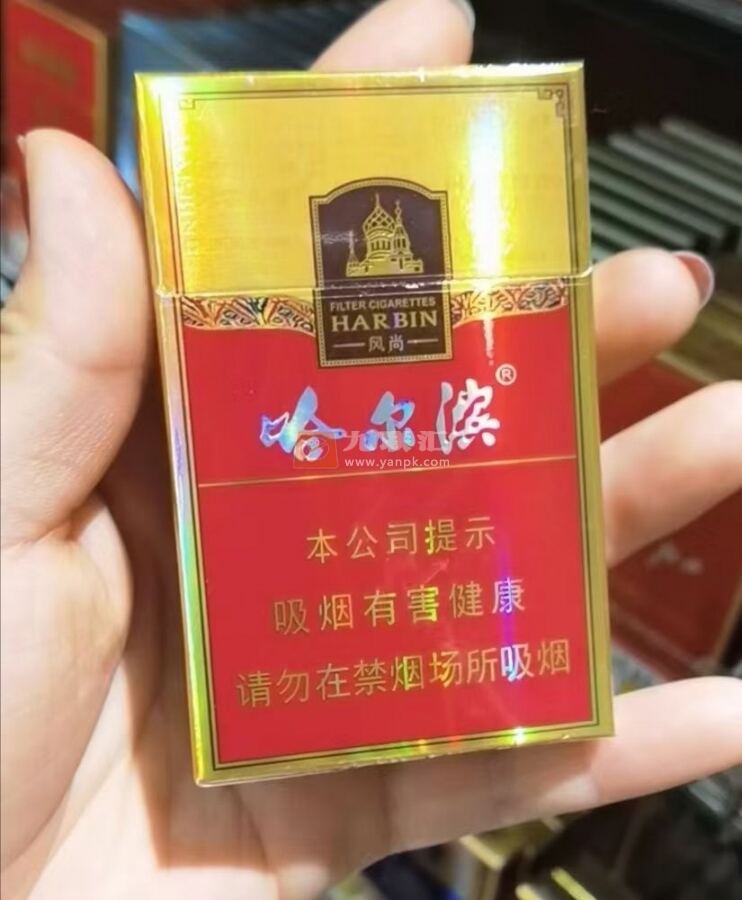 FILTER CIGARETTES
HARBIN
风尚
哈尔滨®
www.yanpk.com
本公司提示
吸烟有害健康
请勿在禁烟场所吸烟